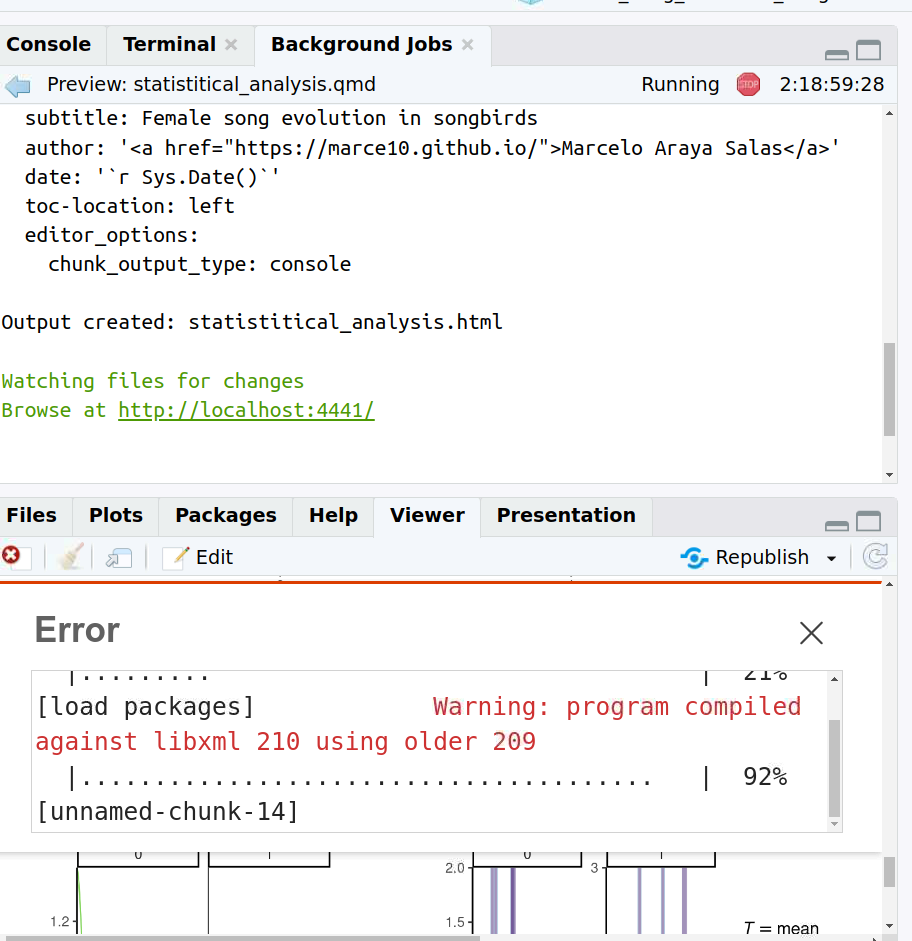 Console Terminal × Background Jobs ×
Preview: statistitical_analysis.qmd Running STOP 2:18:59:28
subtitle: Female song evolution in songbirds
author: '<a href="https://marce10.github.io/">Marcelo Araya Salas</a>'
date: '`r Sys.Date()`'
toc-location: left
editor_options:
chunk_output_type: console
Output created: statistitical_analysis.html
Watching files for changes
Browse at http://localhost:4441/
Files Plots Packages Help Viewer Presentation
Edit Republish
Error
|......... | 21%
[load packages] Warning: program compiled
against libxml 210 using older 209
|....................................... | 92%
[unnamed-chunk-14]
0 1 0 1
2.0 3
1.2 1.5
T = mean